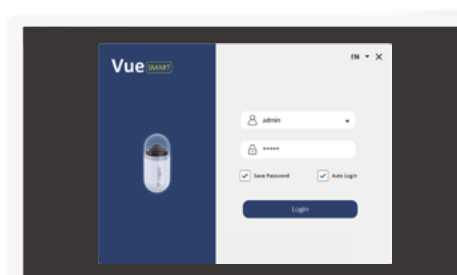 Vue SMART
EN
admin
*****
Save Password
Auto Login
Login